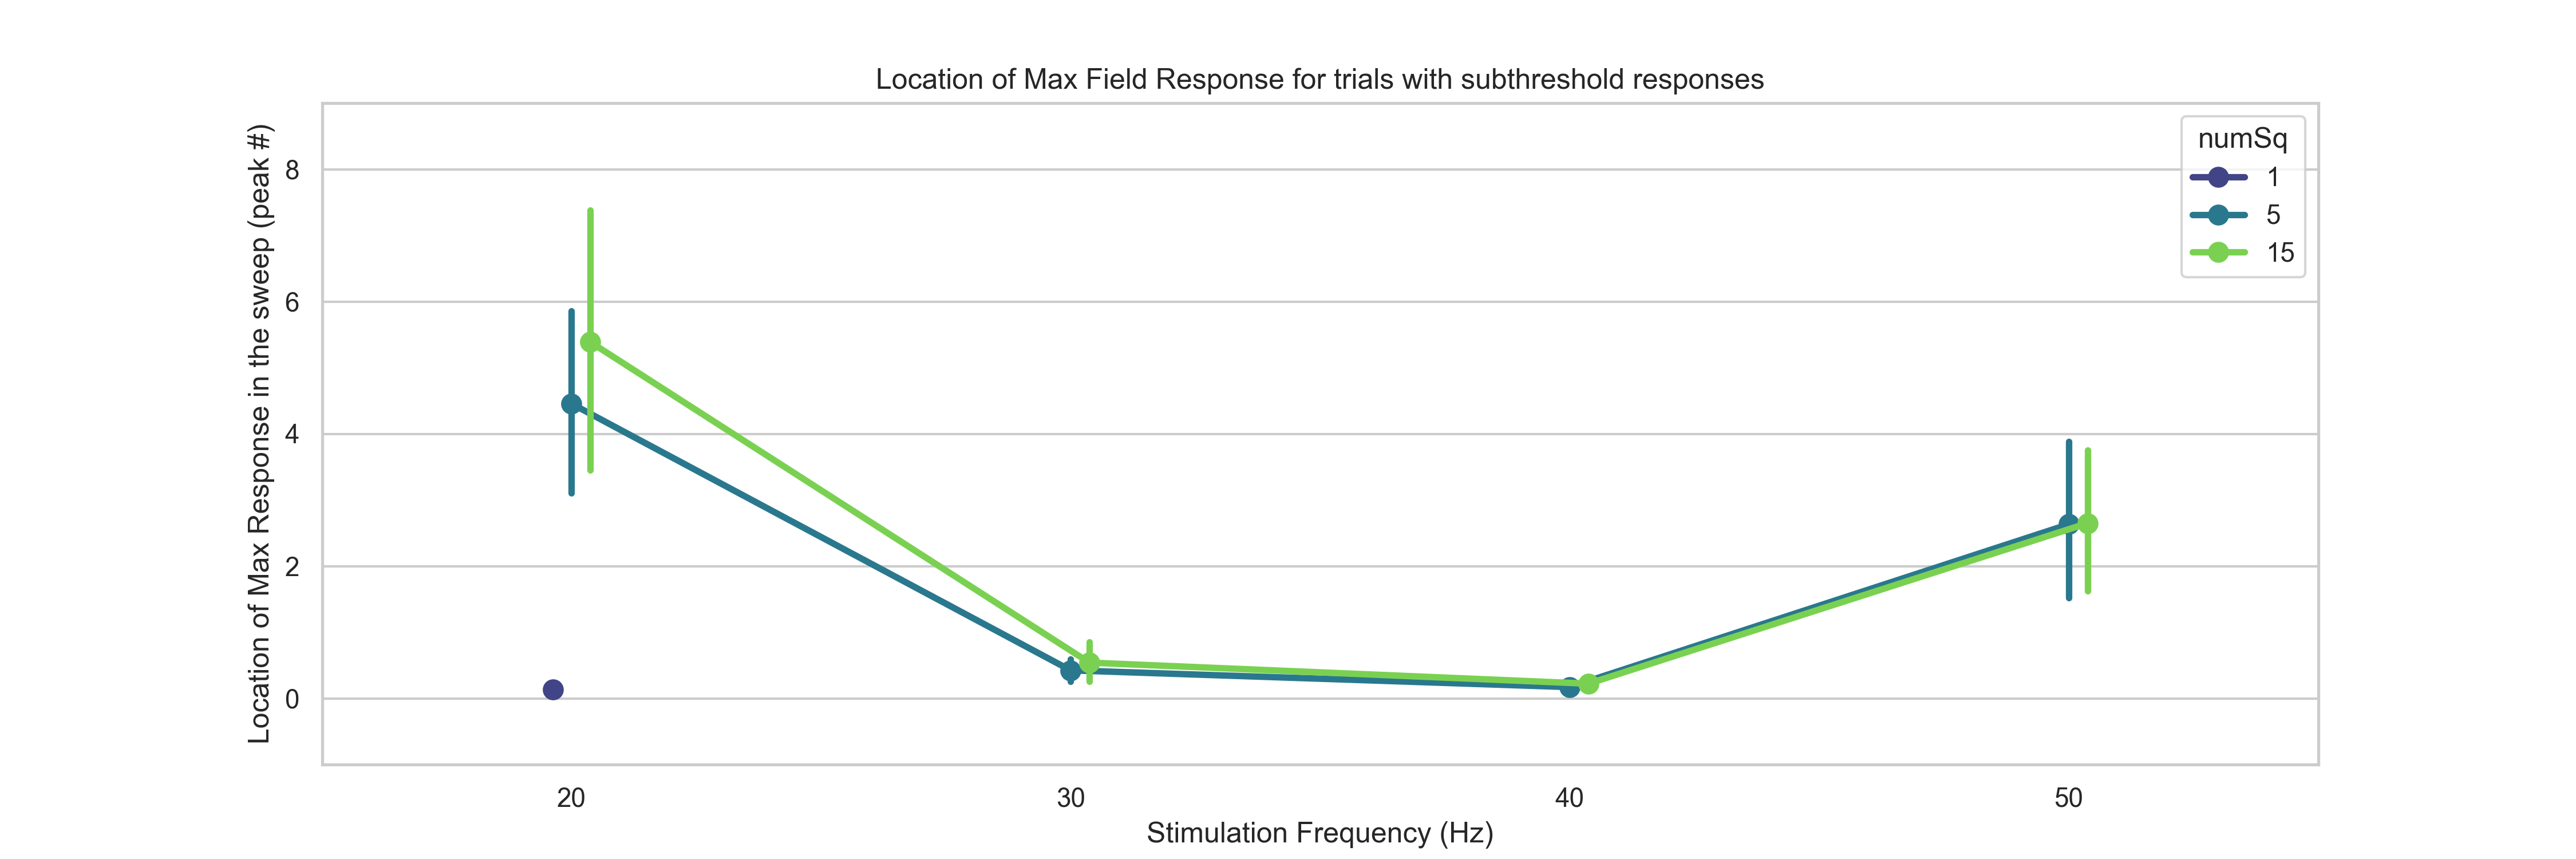 Location of Max Field Response for trials with subthreshold responses
Location of Max Response in the sweep (peak #)
8
6
4
2
0
numSq
1
5
15
20 30 40 50
Stimulation Frequency (Hz)